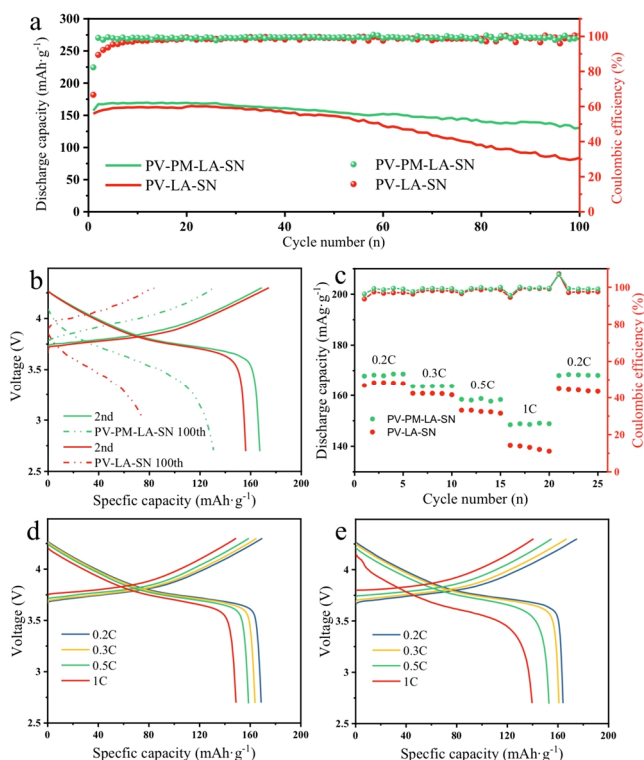 a
300
250
200
150
100
50
0
Discharge capacity (mAh·g⁻¹)
PV-PM-LA-SN
PV-LA-SN
PV-PM-LA-SN
PV-LA-SN
100
80
60
40
20
0
Coulombic efficiency (%)
0 20 40 60 80 100
Cycle number (n)
b
4
3.5
3
2.5
Voltage (V)
2nd
PV-PM-LA-SN 100th
2nd
PV-LA-SN 100th
0 40 80 120 160 200
Specfic capacity (mAh·g⁻¹)
c
200
180
160
140
Discharge capacity (mAg·g⁻¹)
0.2C
0.3C
0.5C
1C
0.2C
PV-PM-LA-SN
PV-LA-SN
100
80
60
40
20
0
Coulombic efficiency (%)
0 5 10 15 20 25
Cycle number (n)
d
4
3.5
3
2.5
Voltage (V)
0.2C
0.3C
0.5C
1C
0 40 80 120 160 200
Specfic capacity (mAh·g⁻¹)
e
4
3.5
3
2.5
Voltage (V)
0.2C
0.3C
0.5C
1C
0 40 80 120 160 200
Specfic capacity (mAh·g⁻¹)